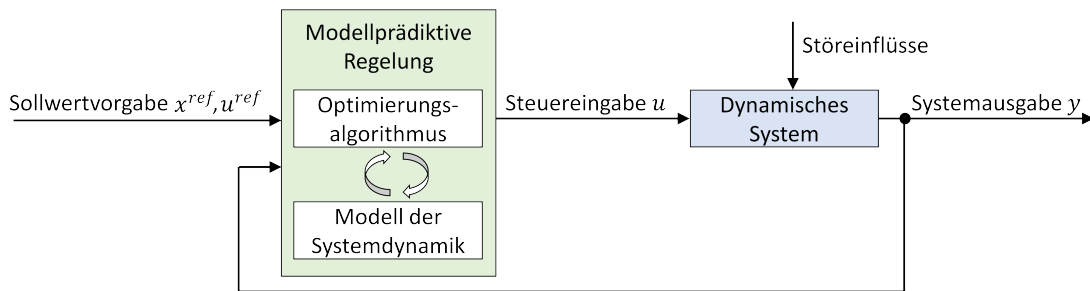 Modellprädiktive
Regelung
Störeinflüsse
Sollwertvorgabe x^ref, u^ref
Optimierungs-
algorithmus
Steuereingabe u
Dynamisches
System
Systemausgabe y
Modell der
Systemdynamik